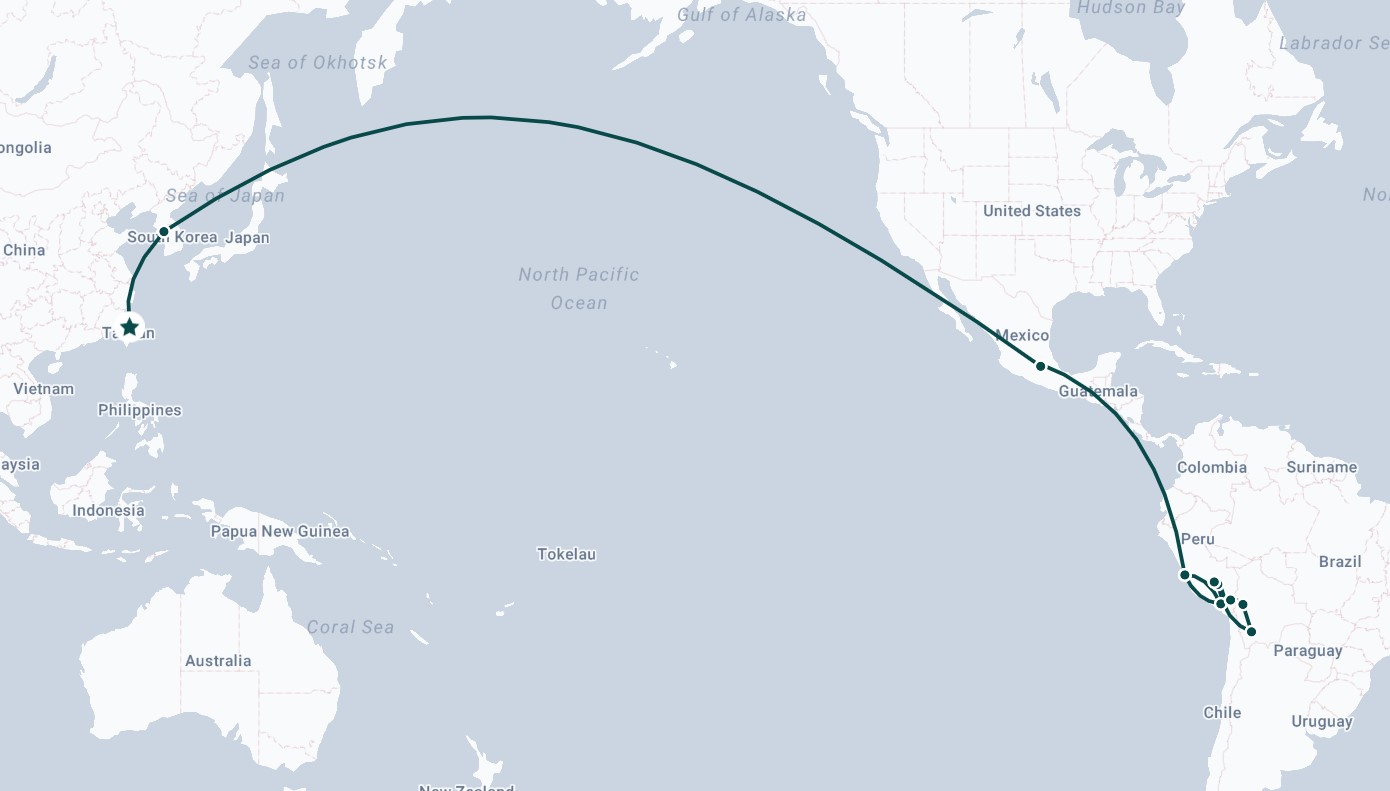 Gulf of Alaska
Hudson Bay
Labrador Se
Sea of Okhotsk
ongolia
Sea of Japan
No
United States
South Korea
Japan
China
North Pacific
Ocean
Taiwan
Mexico
Vietnam
Guatemala
Philippines
aysia
Colombia
Suriname
Indonesia
Papua New Guinea
Peru
Tokelau
Brazil
Coral Sea
Paraguay
Australia
Chile
Uruguay
New Zealand